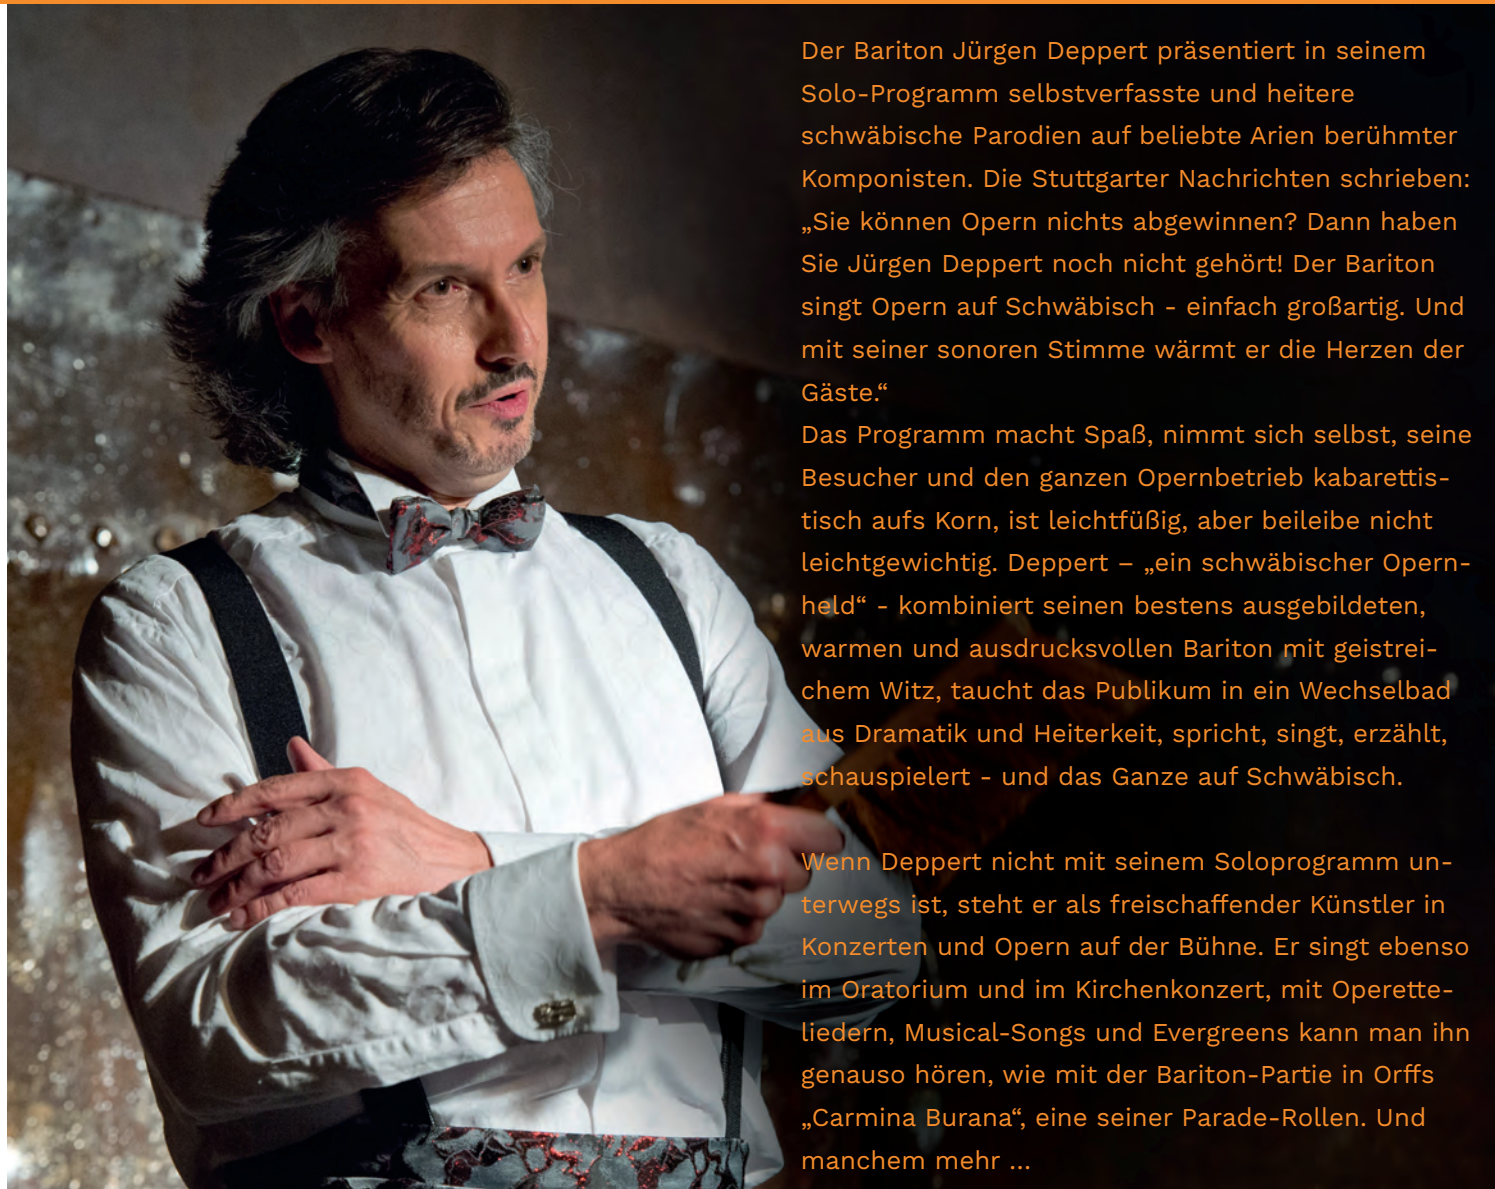 Der Bariton Jürgen Deppert präsentiert in seinem
Solo-Programm selbstverfasste und heitere
schwäbische Parodien auf beliebte Arien berühmter
Komponisten. Die Stuttgarter Nachrichten schrieben:
„Sie können Opern nichts abgewinnen? Dann haben
Sie Jürgen Deppert noch nicht gehört! Der Bariton
singt Opern auf Schwäbisch - einfach großartig. Und
mit seiner sonoren Stimme wärmt er die Herzen der
Gäste.“
Das Programm macht Spaß, nimmt sich selbst, seine
Besucher und den ganzen Opernbetrieb kabarettis-
tisch aufs Korn, ist leichtfüßig, aber beileibe nicht
leichtgewichtig. Deppert – „ein schwäbischer Opern-
held“ - kombiniert seinen bestens ausgebildeten,
warmen und ausdrucksvollen Bariton mit geistrei-
chem Witz, taucht das Publikum in ein Wechselbad
aus Dramatik und Heiterkeit, spricht, singt, erzählt,
schauspielert - und das Ganze auf Schwäbisch.
Wenn Deppert nicht mit seinem Soloprogramm un-
terwegs ist, steht er als freischaffender Künstler in
Konzerten und Opern auf der Bühne. Er singt ebenso
im Oratorium und im Kirchenkonzert, mit Operette-
liedern, Musical-Songs und Evergreens kann man ihn
genauso hören, wie mit der Bariton-Partie in Orffs
„Carmina Burana“, eine seiner Parade-Rollen. Und
manchem mehr ...